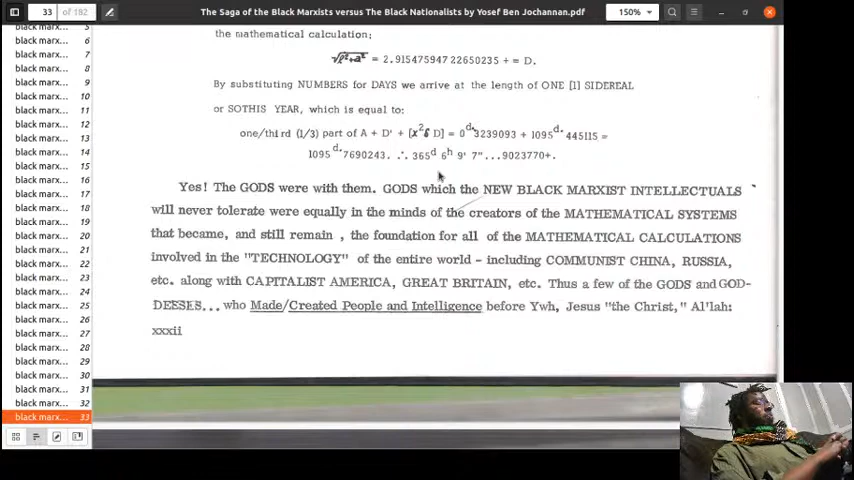 33 of 182
The Saga of the Black Marxists versus The Black Nationalists by Yosef Ben Jochannan.pdf
150%
black marx... 5
black marx... 6
black marx... 7
black marx... 8
black marx... 9
black marx... 10
black marx... 11
black marx... 12
black marx... 13
black marx... 14
black marx... 15
black marx... 16
black marx... 17
black marx... 18
black marx... 19
black marx... 20
black marx... 21
black marx... 22
black marx... 23
black marx... 24
black marx... 25
black marx... 26
black marx... 27
black marx... 28
black marx... 29
black marx... 30
black marx... 31
black marx... 32
black marx... 33
the mathematical calculation;
= 2.91547594722650235 + = D.
By substituting NUMBERS for DAYS we arrive at the length of ONE [1] SIDEREAL
or SOTHIS YEAR, which is equal to:
one/third (1/3) part of A + D' + [x²δ D] = 0d.3239093 + 1095d.445115 =
1095d.7690243. ∴ 365d 6h 9' 7"...9023770+.
Yes! The GODS were with them. GODS which the NEW BLACK MARXIST INTELLECTUALS
will never tolerate were equally in the minds of the creators of the MATHEMATICAL SYSTEMS
that became, and still remain , the foundation for all of the MATHEMATICAL CALCULATIONS
involved in the "TECHNOLOGY" of the entire world - including COMMUNIST CHINA, RUSSIA,
etc. along with CAPITALIST AMERICA, GREAT BRITAIN, etc. Thus a few of the GODS and GOD-
DESSES... who Made/Created People and Intelligence before Ywh, Jesus "the Christ," Al'lah:
xxxii